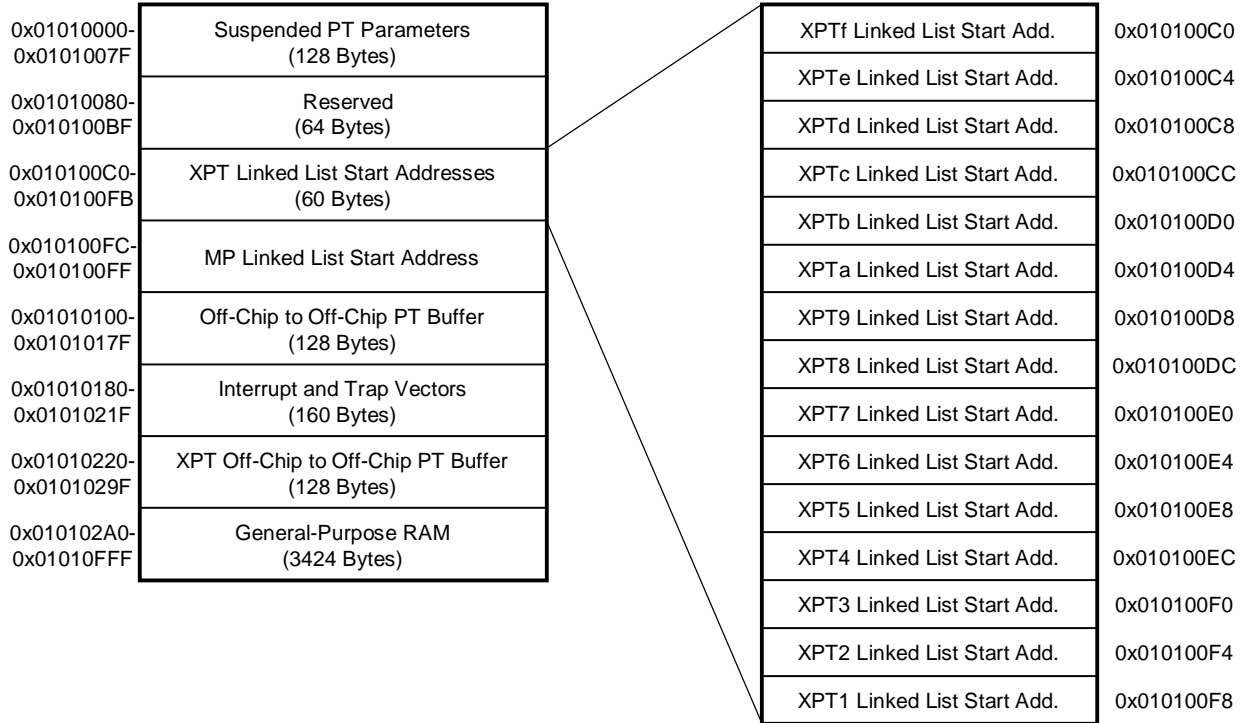 0x01010000-
0x0101007F
Suspended PT Parameters
(128 Bytes)
0x01010080-
0x010100BF
Reserved
(64 Bytes)
0x010100C0-
0x010100FB
XPT Linked List Start Addresses
(60 Bytes)
0x010100FC-
0x010100FF
MP Linked List Start Address
0x01010100-
0x0101017F
Off-Chip to Off-Chip PT Buffer
(128 Bytes)
0x01010180-
0x0101021F
Interrupt and Trap Vectors
(160 Bytes)
0x01010220-
0x0101029F
XPT Off-Chip to Off-Chip PT Buffer
(128 Bytes)
0x010102A0-
0x01010FFF
General-Purpose RAM
(3424 Bytes)
XPTf Linked List Start Add. 0x010100C0
XPTe Linked List Start Add. 0x010100C4
XPTd Linked List Start Add. 0x010100C8
XPTc Linked List Start Add. 0x010100CC
XPTb Linked List Start Add. 0x010100D0
XPTa Linked List Start Add. 0x010100D4
XPT9 Linked List Start Add. 0x010100D8
XPT8 Linked List Start Add. 0x010100DC
XPT7 Linked List Start Add. 0x010100E0
XPT6 Linked List Start Add. 0x010100E4
XPT5 Linked List Start Add. 0x010100E8
XPT4 Linked List Start Add. 0x010100EC
XPT3 Linked List Start Add. 0x010100F0
XPT2 Linked List Start Add. 0x010100F4
XPT1 Linked List Start Add. 0x010100F8